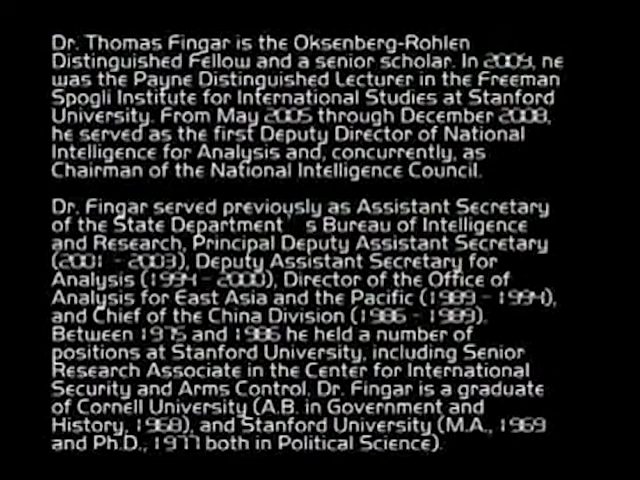 Dr. Thomas Fingar is the Oksenberg-Rohlen
Distinguished Fellow and a senior scholar. In 2009, he
was the Payne Distinguished Lecturer in the Freeman
Spogli Institute for International Studies at Stanford
University. From May 2005 through December 2008,
he served as the first Deputy Director of National
Intelligence for Analysis and, concurrently, as
Chairman of the National Intelligence Council.
Dr. Fingar served previously as Assistant Secretary
of the State Department's Bureau of Intelligence
and Research, Principal Deputy Assistant Secretary
(2001 - 2003), Deputy Assistant Secretary for
Analysis (1994 - 2000), Director of the Office of
Analysis for East Asia and the Pacific (1989 - 1994),
and Chief of the China Division (1986 - 1989).
Between 1975 and 1986 he held a number of
positions at Stanford University, including Senior
Research Associate in the Center for International
Security and Arms Control. Dr. Fingar is a graduate
of Cornell University (A.B. in Government and
History, 1968), and Stanford University (M.A., 1969
and Ph.D., 1977 both in Political Science).